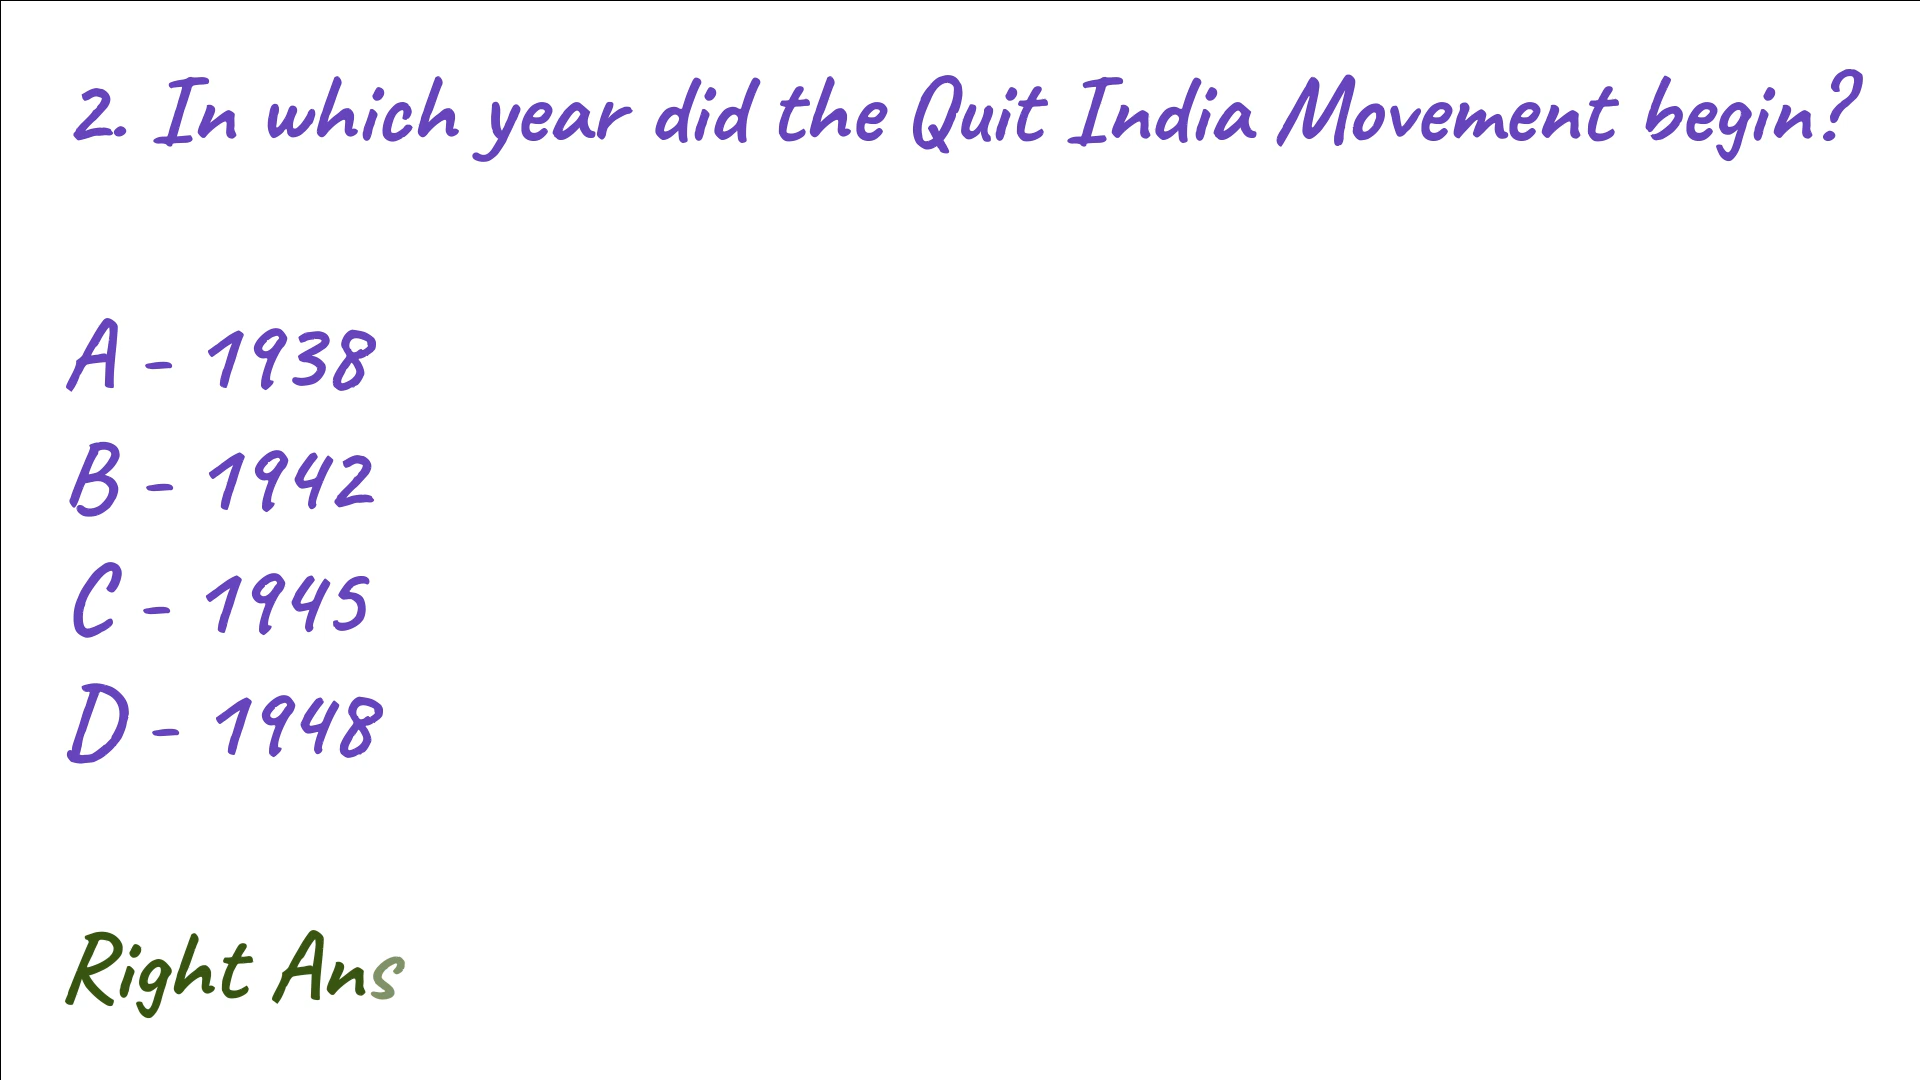 2. In which year did the Quit India Movement begin?
A - 1938
B - 1942
C - 1945
D - 1948
Right Ans